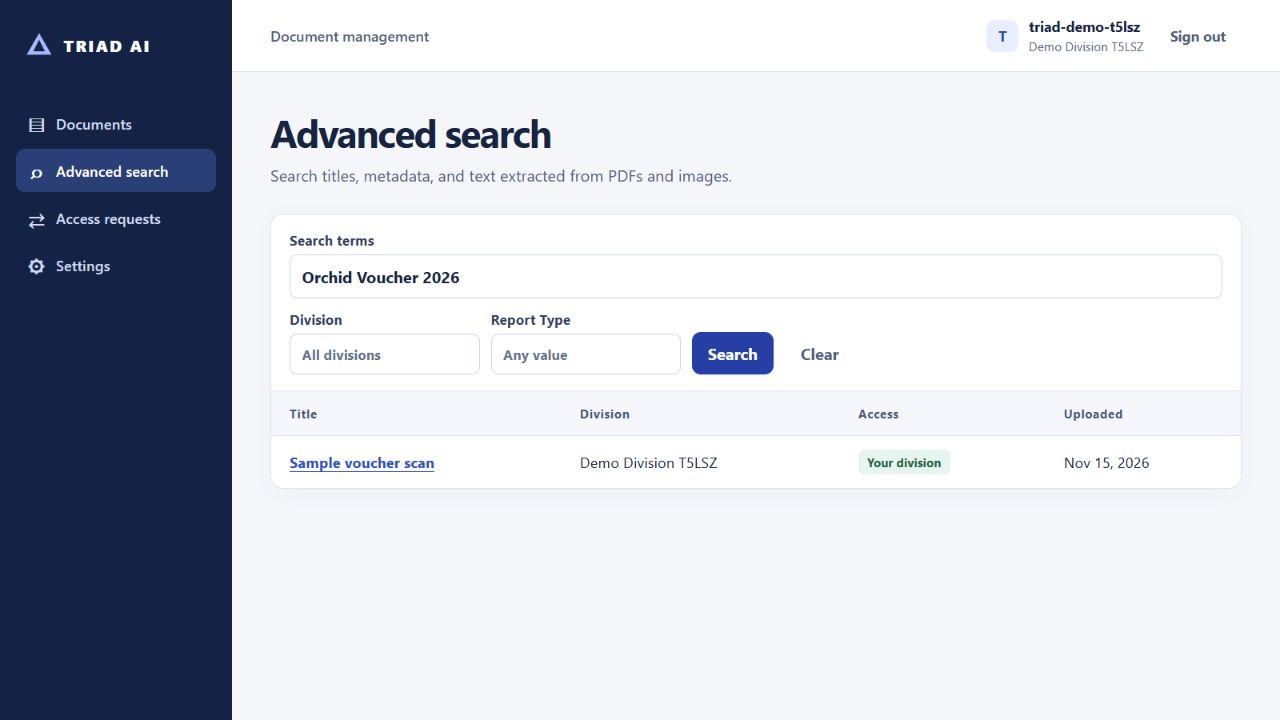 TRIAD AI
Document management
T
triad-demo-t5lsz
Demo Division T5LSZ
Sign out
Documents
Advanced search
Access requests
Settings
Advanced search
Search titles, metadata, and text extracted from PDFs and images.
Search terms
Orchid Voucher 2026
Division Report Type
All divisions Any value Search Clear
Title Division Access Uploaded
Sample voucher scan Demo Division T5LSZ Your division Nov 15, 2026